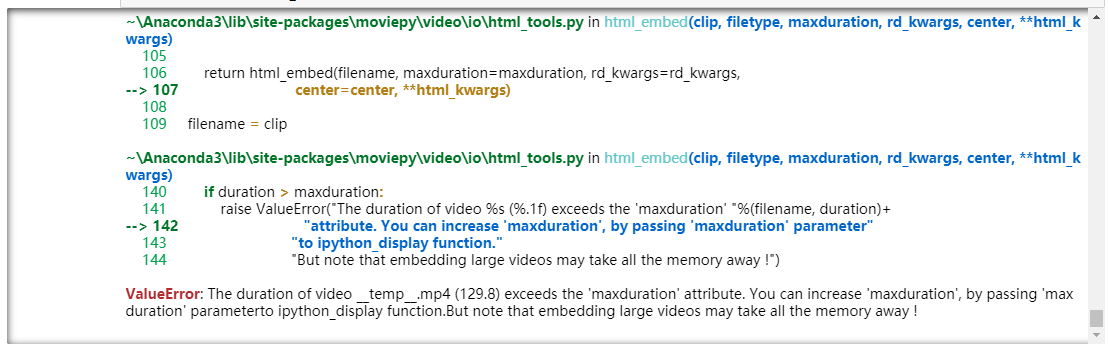 ~\Anaconda3\lib\site-packages\moviepy\video\io\html_tools.py in html_embed(clip, filetype, maxduration, rd_kwargs, center, **html_k
wargs)
105
106 return html_embed(filename, maxduration=maxduration, rd_kwargs=rd_kwargs,
--> 107 center=center, **html_kwargs)
108
109 filename = clip
~\Anaconda3\lib\site-packages\moviepy\video\io\html_tools.py in html_embed(clip, filetype, maxduration, rd_kwargs, center, **html_k
wargs)
140 if duration > maxduration:
141 raise ValueError("The duration of video %s (%.1f) exceeds the 'maxduration' "%(filename, duration)+
--> 142 "attribute. You can increase 'maxduration', by passing 'maxduration' parameter"
143 "to ipython_display function."
144 "But note that embedding large videos may take all the memory away !")
ValueError: The duration of video __temp__.mp4 (129.8) exceeds the 'maxduration' attribute. You can increase 'maxduration', by passing 'max
duration' parameterto ipython_display function.But note that embedding large videos may take all the memory away !